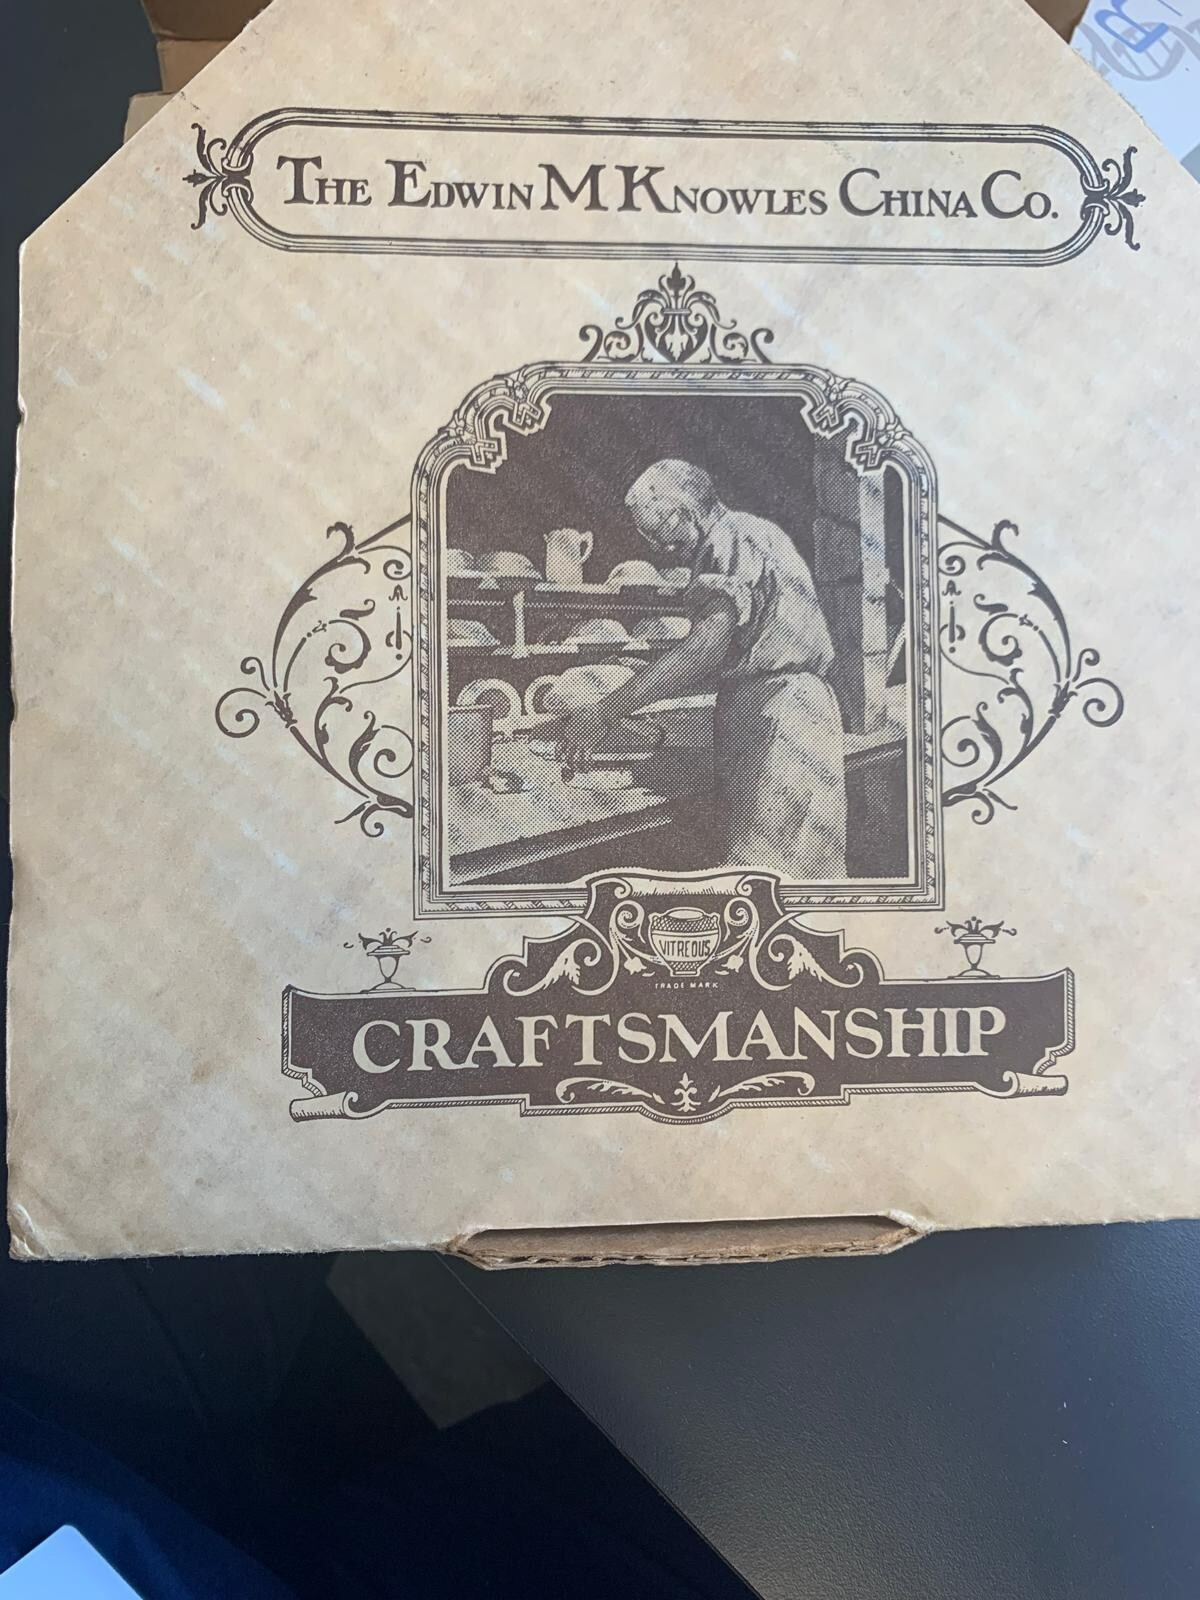 THE EDWIN M KNOWLES CHINA CO.
VITREOUS
TRADE MARK
CRAFTSMANSHIP